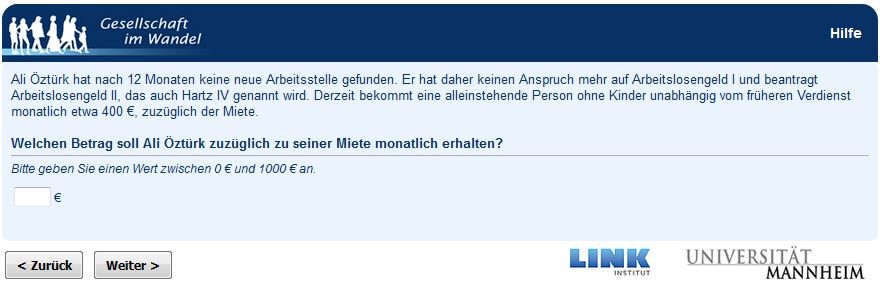 Gesellschaft
im Wandel
Hilfe
Ali Öztürk hat nach 12 Monaten keine neue Arbeitsstelle gefunden. Er hat daher keinen Anspruch mehr auf Arbeitslosengeld I und beantragt
Arbeitslosengeld II, das auch Hartz IV genannt wird. Derzeit bekommt eine alleinstehende Person ohne Kinder unabhängig vom früheren Verdienst
monatlich etwa 400 €, zuzüglich der Miete.
Welchen Betrag soll Ali Öztürk zuzüglich zu seiner Miete monatlich erhalten?
Bitte geben Sie einen Wert zwischen 0 € und 1000 € an.
€
< Zurück
Weiter >
LINK
INSTITUT
UNIVERSITÄT
MANNHEIM